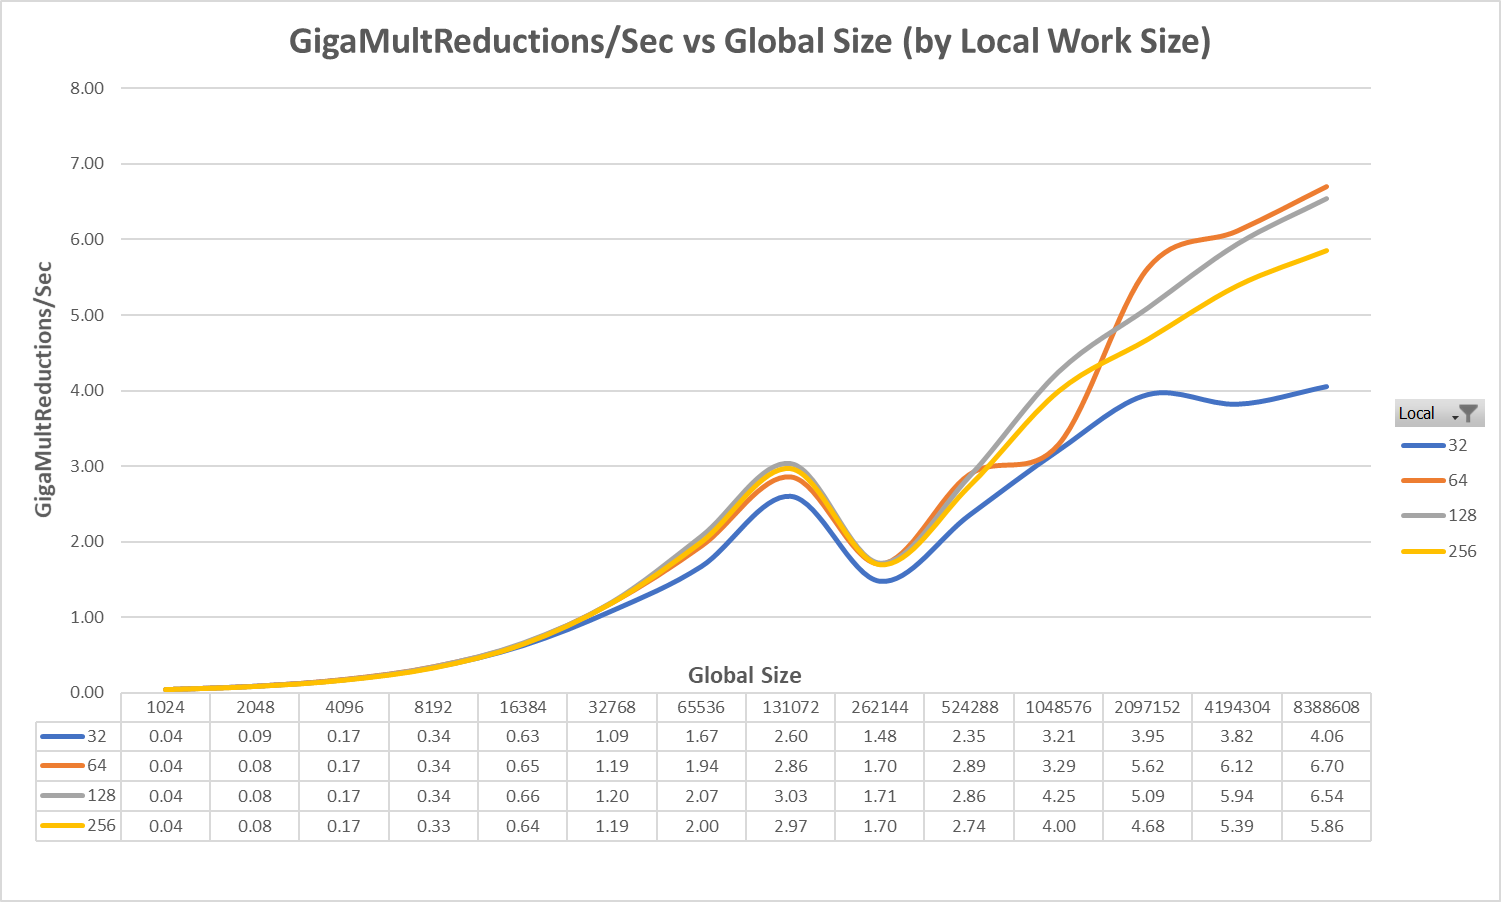 GigaMultReductions/Sec vs Global Size (by Local Work Size)
8.00
7.00
6.00
5.00
4.00
3.00
2.00
1.00
0.00
GigaMultReductions/Sec
Global Size
1024 2048 4096 8192 16384 32768 65536 131072 262144 524288 1048576 2097152 4194304 8388608
32 0.04 0.09 0.17 0.34 0.63 1.09 1.67 2.60 1.48 2.35 3.21 3.95 3.82 4.06
64 0.04 0.08 0.17 0.34 0.65 1.19 1.94 2.86 1.70 2.89 3.29 5.62 6.12 6.70
128 0.04 0.08 0.17 0.34 0.66 1.20 2.07 3.03 1.71 2.86 4.25 5.09 5.94 6.54
256 0.04 0.08 0.17 0.33 0.64 1.19 2.00 2.97 1.70 2.74 4.00 4.68 5.39 5.86
Local
32
64
128
256